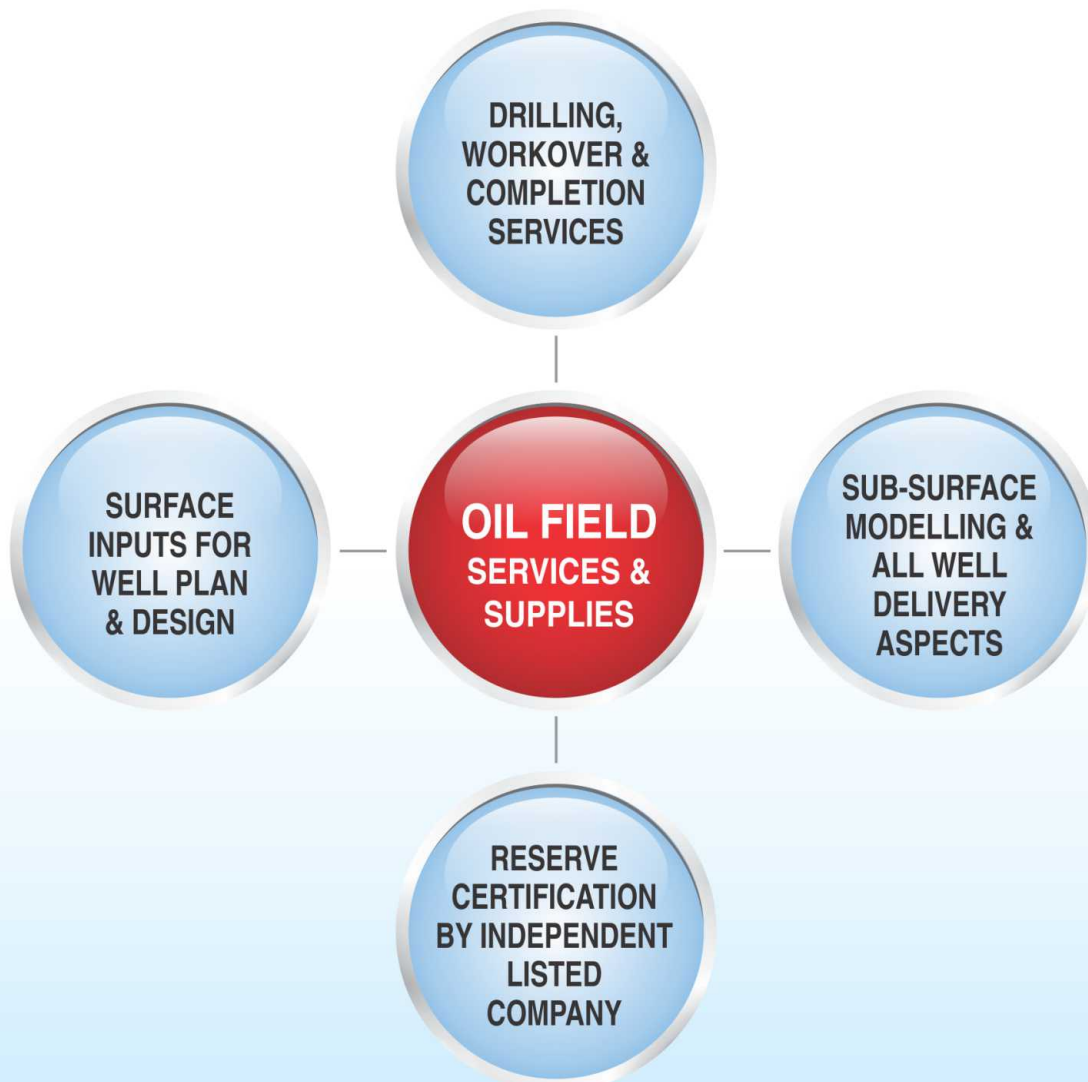 DRILLING,
WORKOVER &
COMPLETION
SERVICES
SURFACE
INPUTS FOR
WELL PLAN
& DESIGN
OIL FIELD
SERVICES &
SUPPLIES
SUB-SURFACE
MODELLING &
ALL WELL
DELIVERY
ASPECTS
RESERVE
CERTIFICATION
BY INDEPENDENT
LISTED
COMPANY